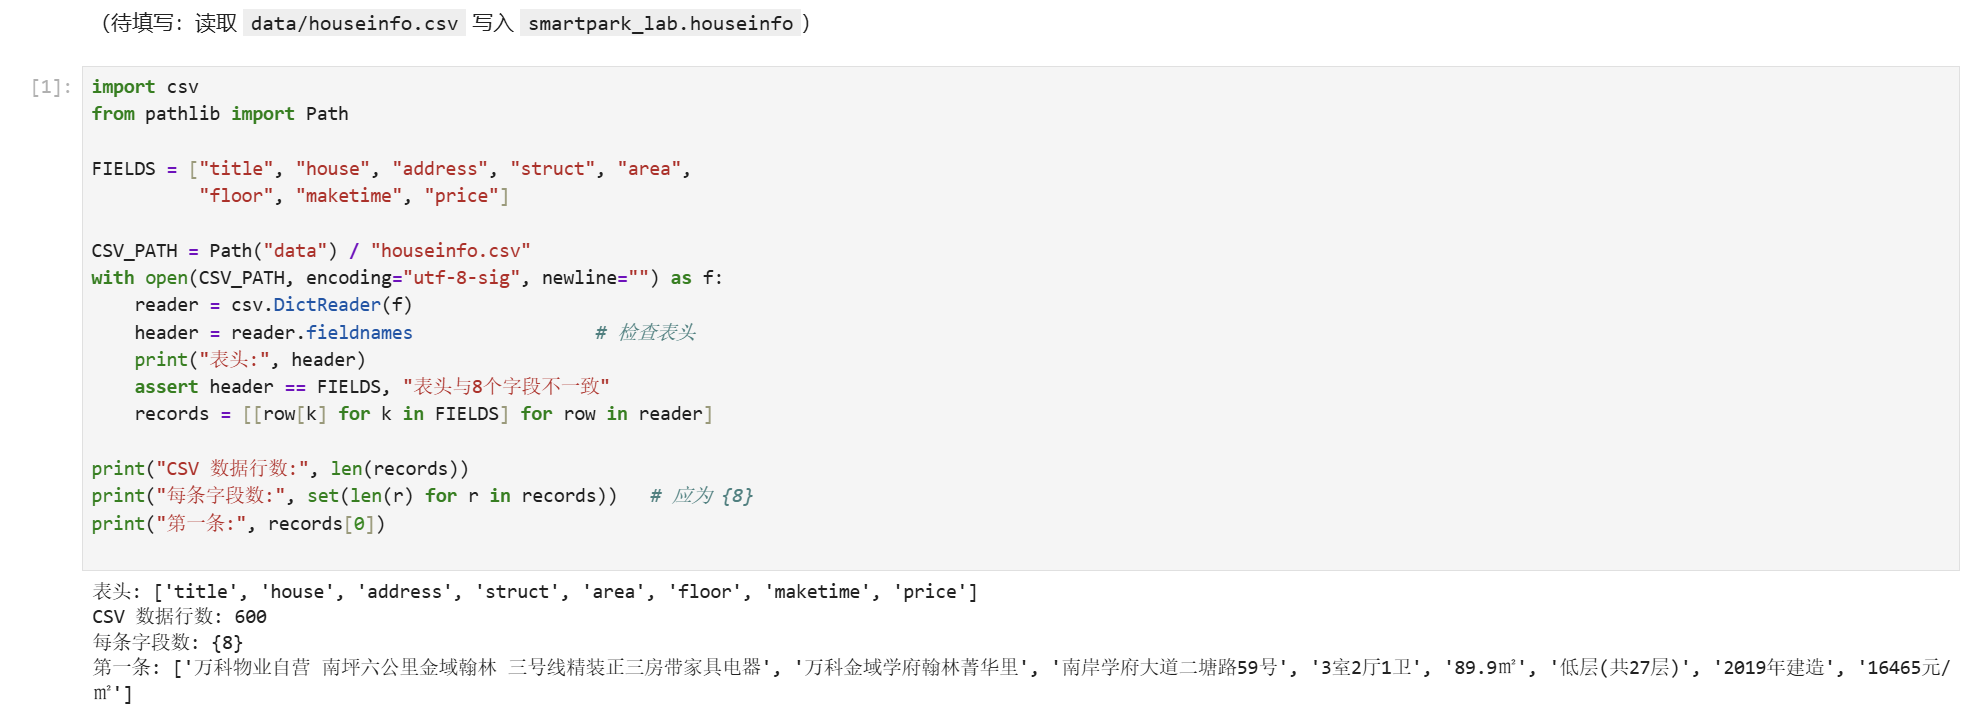 （待填写：读取 data/houseinfo.csv 写入 smartpark_lab.houseinfo）
[1]:
import csv
from pathlib import Path
FIELDS = ["title", "house", "address", "struct", "area",
"floor", "maketime", "price"]
CSV_PATH = Path("data") / "houseinfo.csv"
with open(CSV_PATH, encoding="utf-8-sig", newline="") as f:
reader = csv.DictReader(f)
header = reader.fieldnames # 检查表头
print("表头:", header)
assert header == FIELDS, "表头与8个字段不一致"
records = [[row[k] for k in FIELDS] for row in reader]
print("CSV 数据行数:", len(records))
print("每条字段数:", set(len(r) for r in records)) # 应为 {8}
print("第一条:", records[0])
表头: ['title', 'house', 'address', 'struct', 'area', 'floor', 'maketime', 'price']
CSV 数据行数: 600
每条字段数: {8}
第一条: ['万科物业自营 南坪六公里金域翰林 三号线精装正三房带家具电器', '万科金域学府翰林菁华里', '南岸学府大道二塘路59号', '3室2厅1卫', '89.9㎡', '低层(共27层)', '2019年建造', '16465元/
㎡']